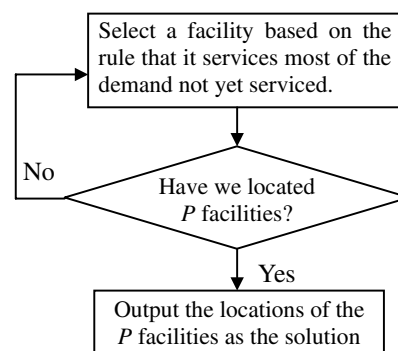 Select a facility based on the
rule that it services most of the
demand not yet serviced.
No
Have we located
P facilities?
Yes
Output the locations of the
P facilities as the solution